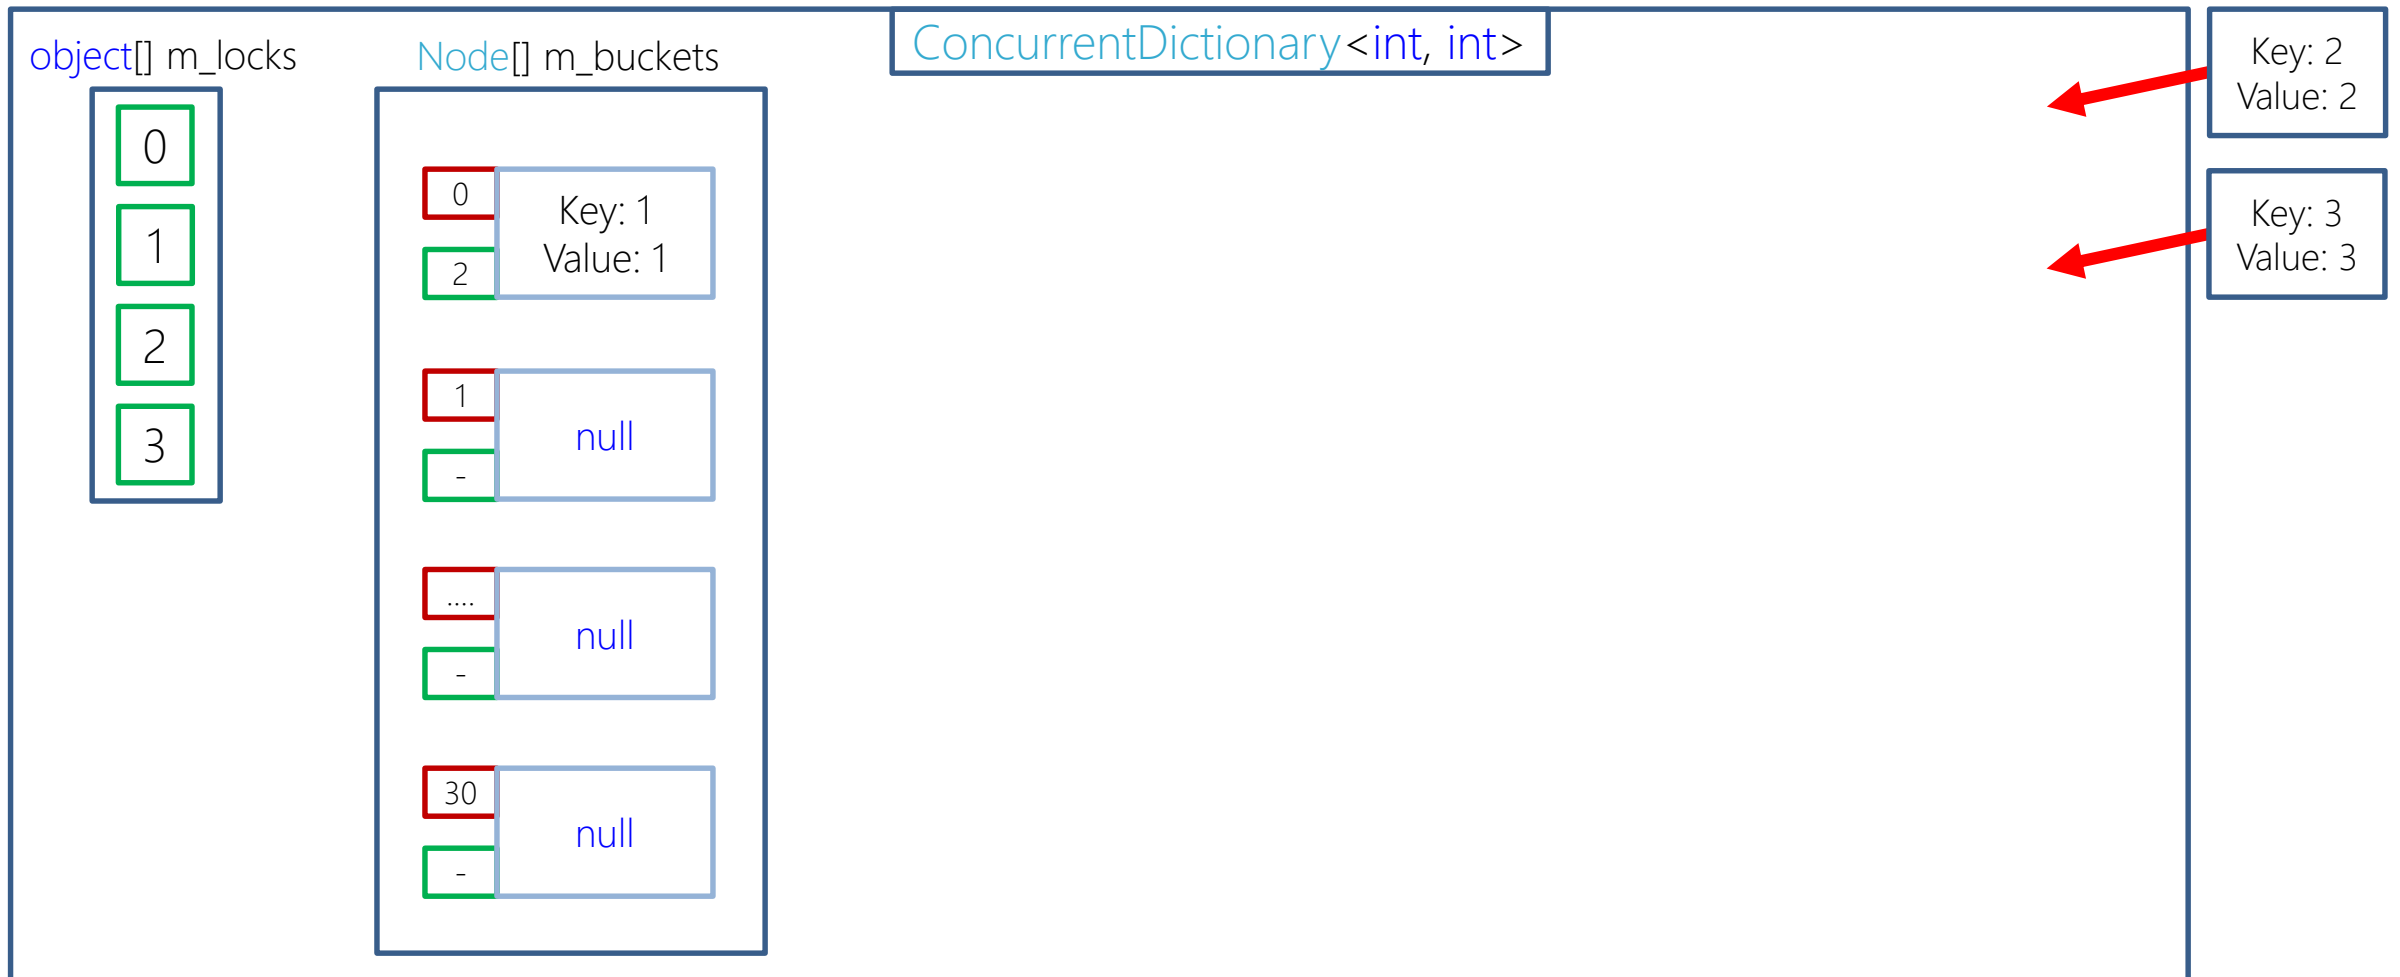 ConcurrentDictionary<int, int>
object[] m_locks
0
1
2
3
Node[] m_buckets
0
2
Key: 1
Value: 1
1
-
null
....
-
null
30
-
null
Key: 2
Value: 2
Key: 3
Value: 3